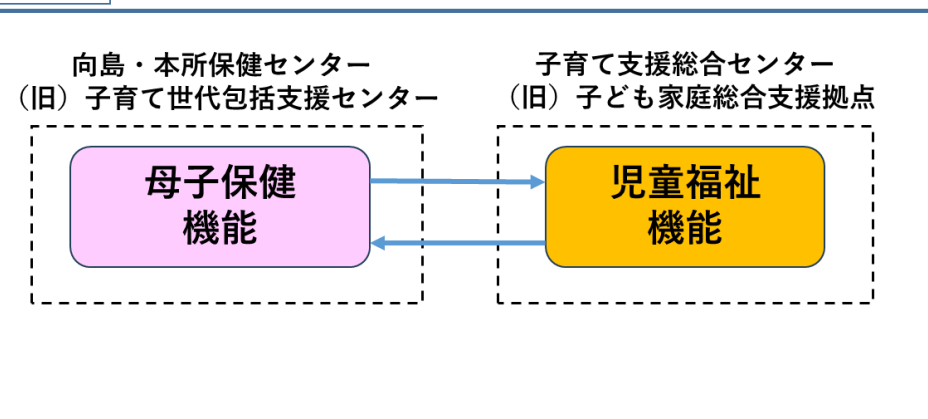 向島・本所保健センター
（旧）子育て世代包括支援センター
母子保健
機能
子育て支援総合センター
（旧）子ども家庭総合支援拠点
児童福祉
機能